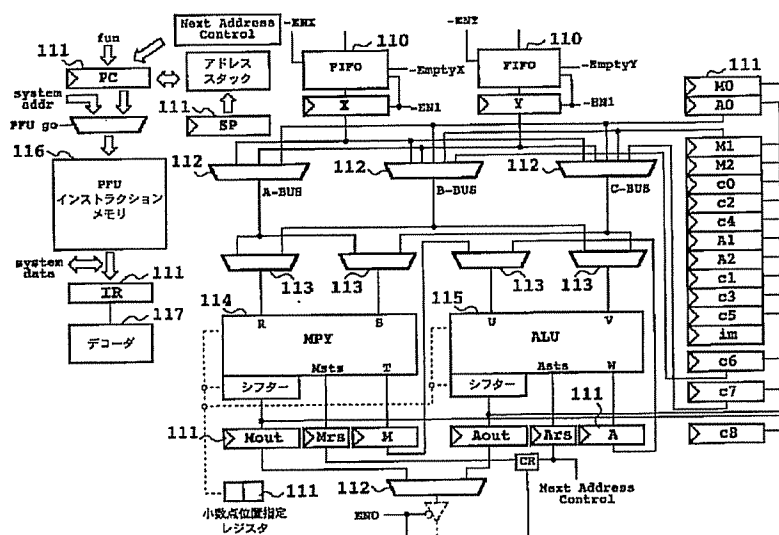 Next Address
Control
fun
111
PC
アドレス
スタック
system
addr
PFU go
111
SP
116
PFU
インストラクション
メモリ
system
data
111
IR
117
デコーダ
-ENX
110
FIFO
-EmptyX
X
-EN1
-ENY
110
FIFO
-EmptyY
Y
-EN1
112
A-BUS
112
B-BUS
112
C-BUS
113
113
113
113
114
R
S
MPY
Msts
T
シフター
115
U
V
ALU
Asts
W
シフター
111
Mout
Mrs
M
Aout
Ars
111
A
111
小数点位置指定
レジスタ
112
ENO
CR
Next Address
Control
111
M0
A0
M1
M2
c0
c2
c4
A1
A2
c1
c3
c5
im
c6
c7
c8